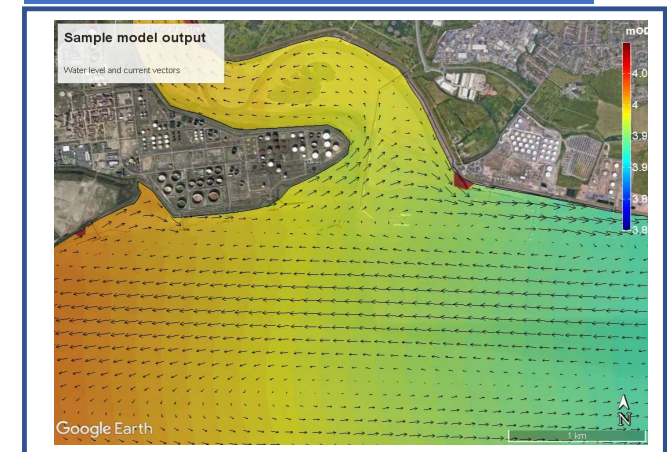 Sample model output
Water level and current vectors
mOD
4.0
4
3.9
3.9
3.8
3.8
N
Google Earth
1 km